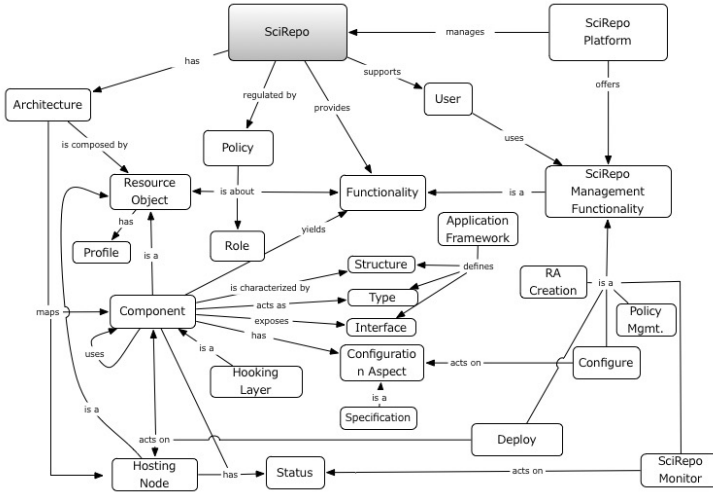 SciRepo
manages
SciRepo
Platform
has
supports
offers
Architecture
regulated by
provides
User
is composed by
Policy
uses
Resource
Object
is about
Functionality
is a
SciRepo
Management
Functionality
has
Profile
Role
yields
Application
Framework
is a
Structure
defines
RA
Creation
is a
is characterized by
Type
acts as
maps
Component
exposes
Interface
Policy
Mgmt.
has
uses
is a
Configuratio
n Aspect
acts on
Configure
Hooking
Layer
is a
is a
Specification
acts on
Deploy
Hosting
Node
has
Status
acts on
SciRepo
Monitor